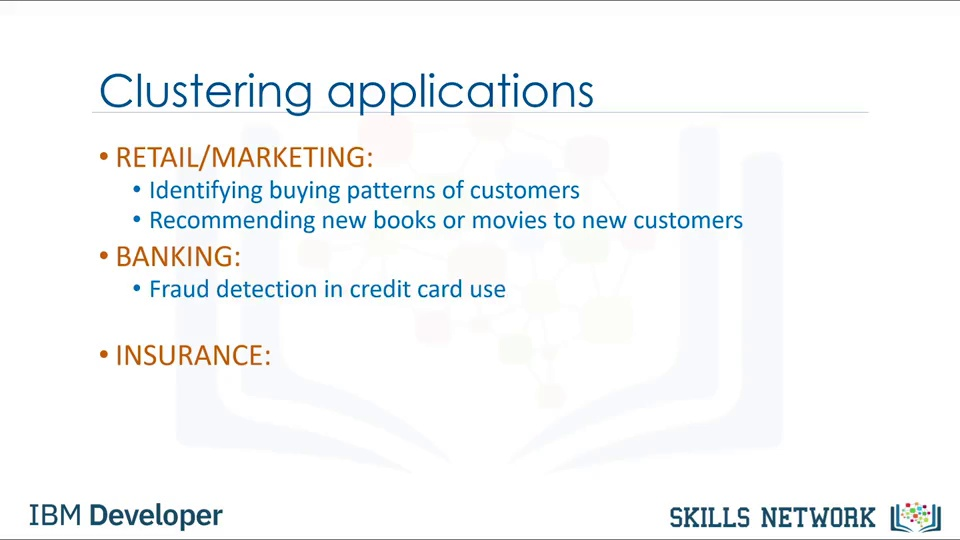 Clustering applications
• RETAIL/MARKETING:
• Identifying buying patterns of customers
• Recommending new books or movies to new customers
• BANKING:
• Fraud detection in credit card use
• INSURANCE:
IBM Developer
SKILLS NETWORK